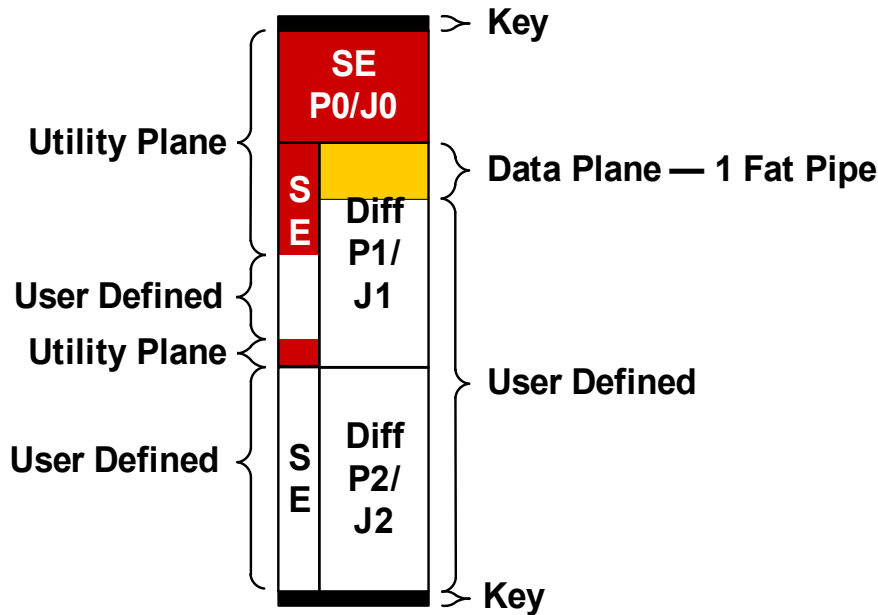 Key
SE
P0/J0
Utility Plane
Data Plane — 1 Fat Pipe
S
E
Diff
P1/
J1
User Defined
Utility Plane
User Defined
User Defined
S
E
Diff
P2/
J2
Key